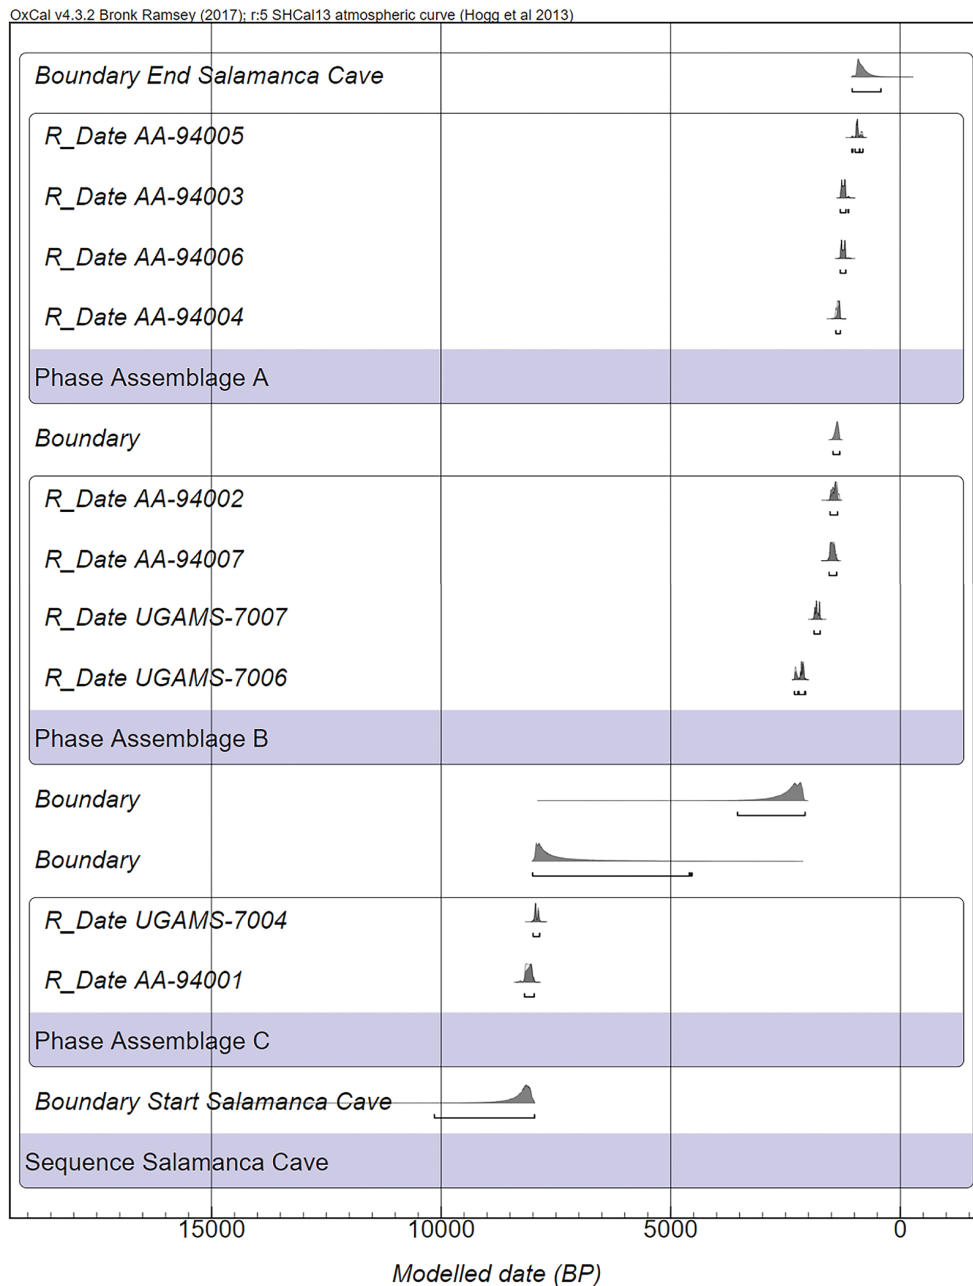 OxCal v4.3.2 Bronk Ramsey (2017); r:5 SHCal13 atmospheric curve (Hogg et al 2013)
Boundary End Salamanca Cave
R_Date AA-94005
R_Date AA-94003
R_Date AA-94006
R_Date AA-94004
Phase Assemblage A
Boundary
R_Date AA-94002
R_Date AA-94007
R_Date UGAMS-7007
R_Date UGAMS-7006
Phase Assemblage B
Boundary
Boundary
R_Date UGAMS-7004
R_Date AA-94001
Phase Assemblage C
Boundary Start Salamanca Cave
Sequence Salamanca Cave
15000 10000 5000 0
Modelled date (BP)